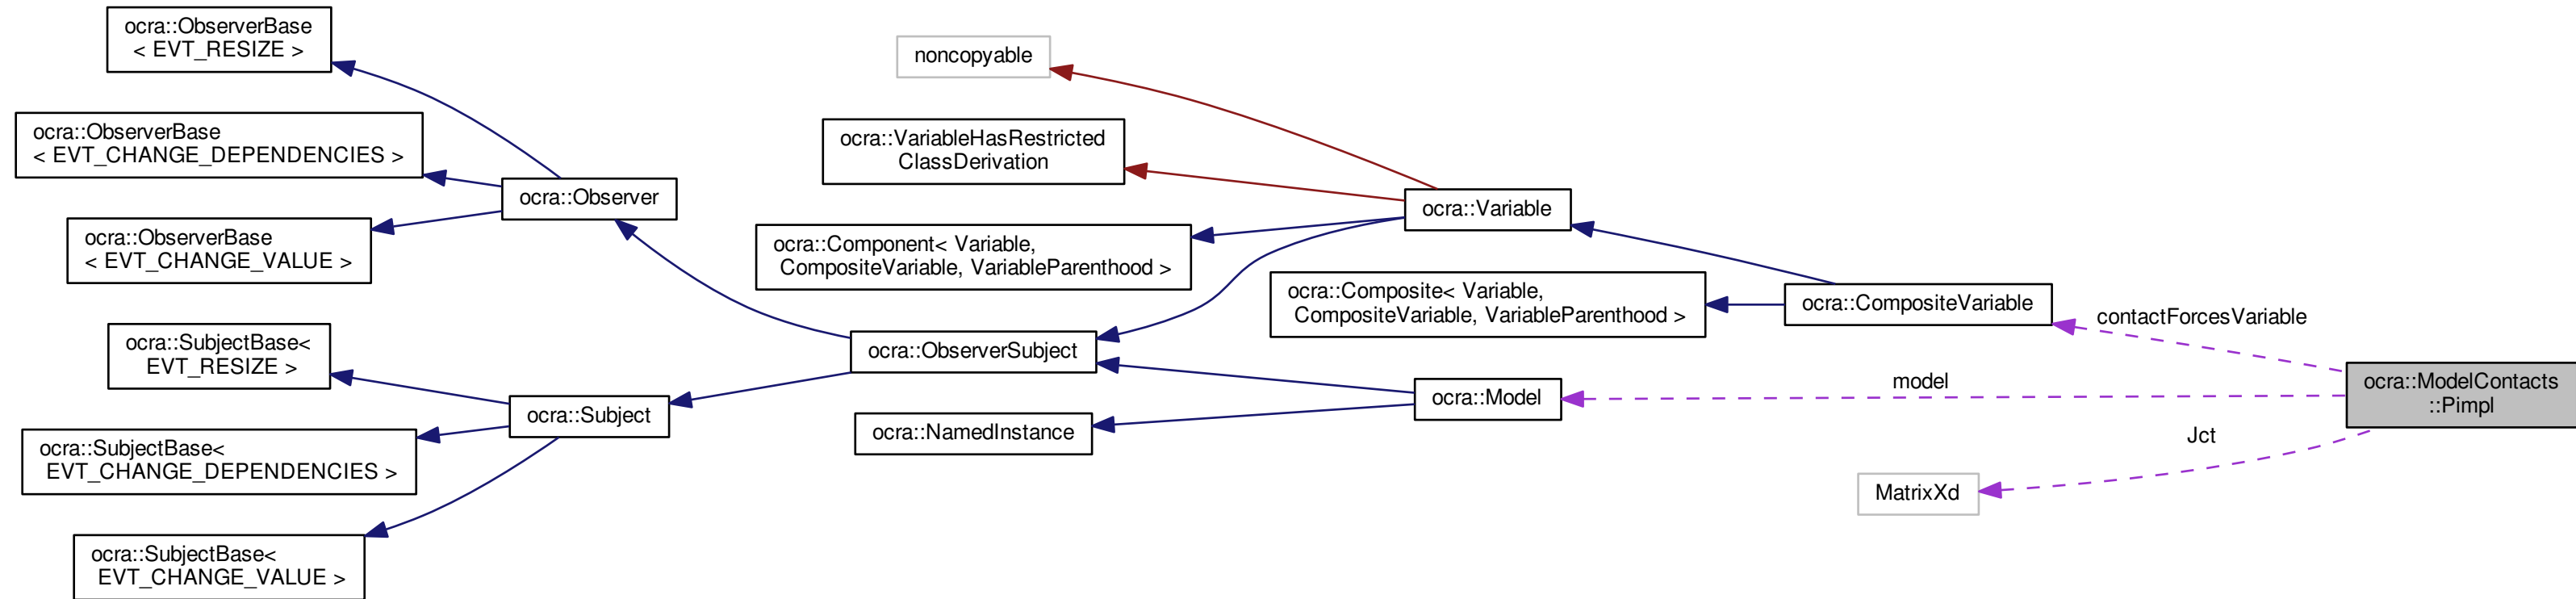 ocra::ObserverBase
< EVT_RESIZE >
ocra::ObserverBase
< EVT_CHANGE_DEPENDENCIES >
ocra::ObserverBase
< EVT_CHANGE_VALUE >
ocra::SubjectBase<
EVT_RESIZE >
ocra::SubjectBase<
EVT_CHANGE_DEPENDENCIES >
ocra::SubjectBase<
EVT_CHANGE_VALUE >
ocra::Observer
ocra::Subject
noncopyable
ocra::VariableHasRestricted
ClassDerivation
ocra::Component< Variable,
CompositeVariable, VariableParenthood >
ocra::ObserverSubject
ocra::NamedInstance
ocra::Variable
ocra::Composite< Variable,
CompositeVariable, VariableParenthood >
ocra::Model
ocra::CompositeVariable
MatrixXd
contactForcesVariable
model
Jct
ocra::ModelContacts
::Pimpl